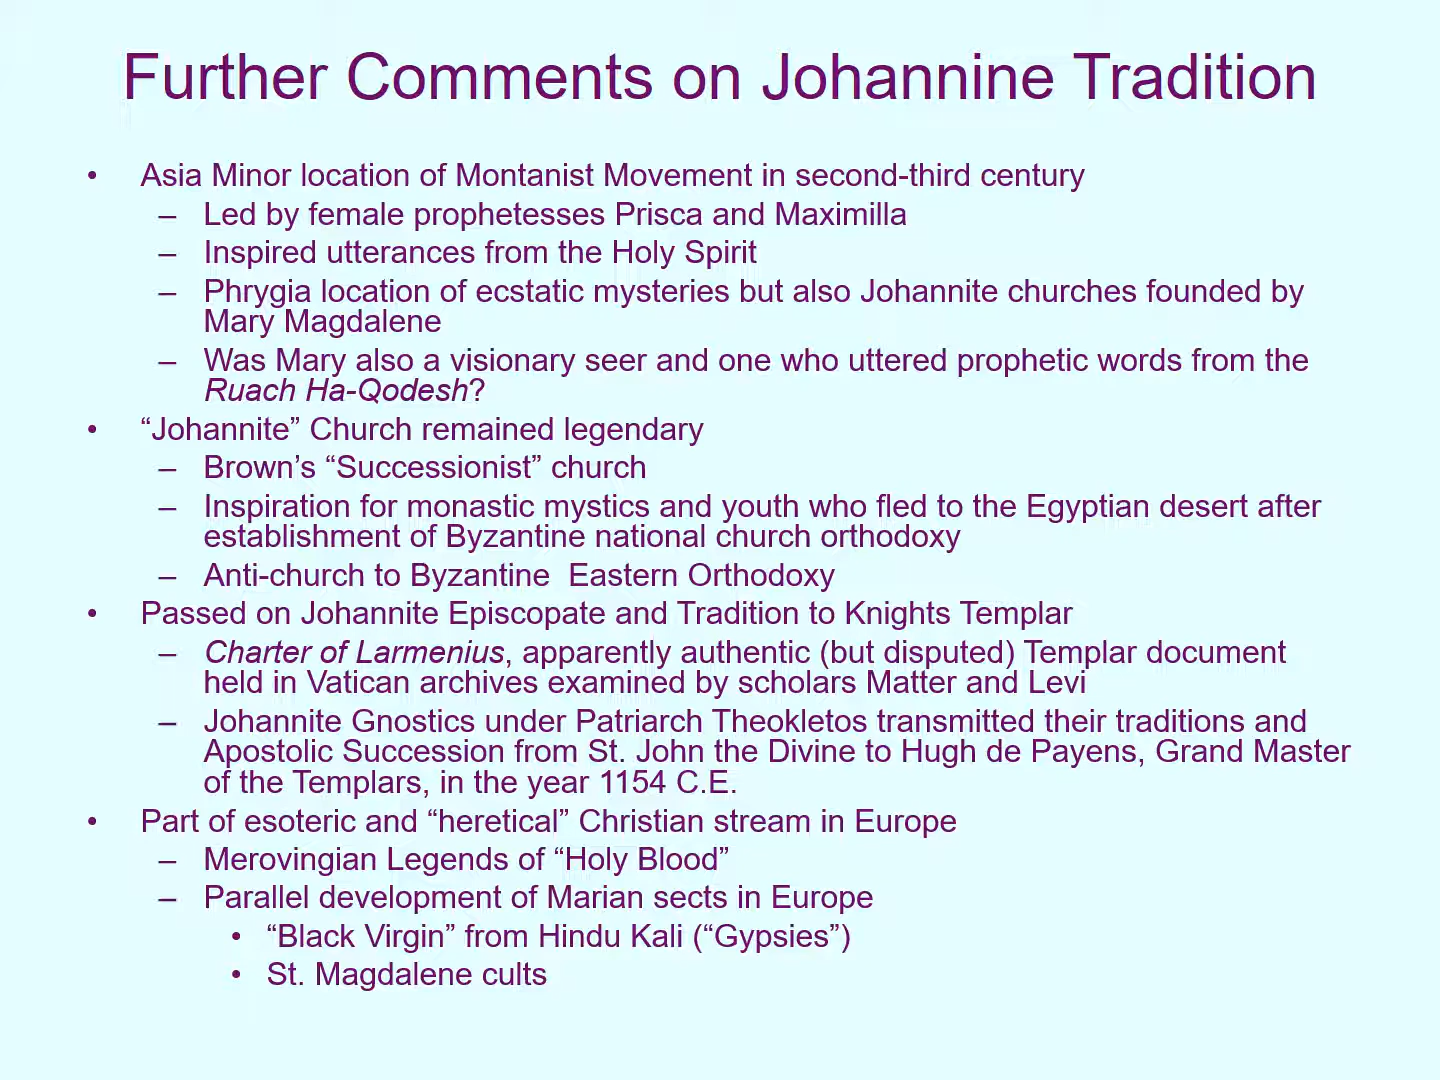 Further Comments on Johannine Tradition
• Asia Minor location of Montanist Movement in second-third century
– Led by female prophetesses Prisca and Maximilla
– Inspired utterances from the Holy Spirit
– Phrygia location of ecstatic mysteries but also Johannite churches founded by
Mary Magdalene
– Was Mary also a visionary seer and one who uttered prophetic words from the
Ruach Ha-Qodesh?
• “Johannite” Church remained legendary
– Brown’s “Successionist” church
– Inspiration for monastic mystics and youth who fled to the Egyptian desert after
establishment of Byzantine national church orthodoxy
– Anti-church to Byzantine  Eastern Orthodoxy
• Passed on Johannite Episcopate and Tradition to Knights Templar
– Charter of Larmenius, apparently authentic (but disputed) Templar document
held in Vatican archives examined by scholars Matter and Levi
– Johannite Gnostics under Patriarch Theokletos transmitted their traditions and
Apostolic Succession from St. John the Divine to Hugh de Payens, Grand Master
of the Templars, in the year 1154 C.E.
• Part of esoteric and “heretical” Christian stream in Europe
– Merovingian Legends of “Holy Blood”
– Parallel development of Marian sects in Europe
• “Black Virgin” from Hindu Kali (“Gypsies”)
• St. Magdalene cults